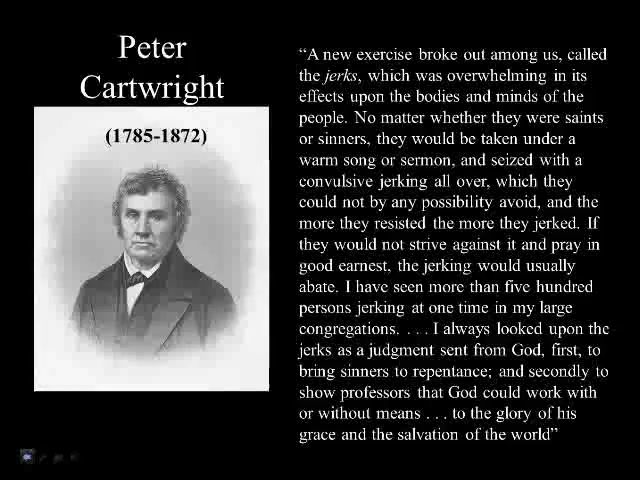 Peter
Cartwright
(1785-1872)
“A new exercise broke out among us, called
the jerks, which was overwhelming in its
effects upon the bodies and minds of the
people. No matter whether they were saints
or sinners, they would be taken under a
warm song or sermon, and seized with a
convulsive jerking all over, which they
could not by any possibility avoid, and the
more they resisted the more they jerked. If
they would not strive against it and pray in
good earnest, the jerking would usually
abate. I have seen more than five hundred
persons jerking at one time in my large
congregations. . . . I always looked upon the
jerks as a judgment sent from God, first, to
bring sinners to repentance; and secondly to
show professors that God could work with
or without means . . . to the glory of his
grace and the salvation of the world”